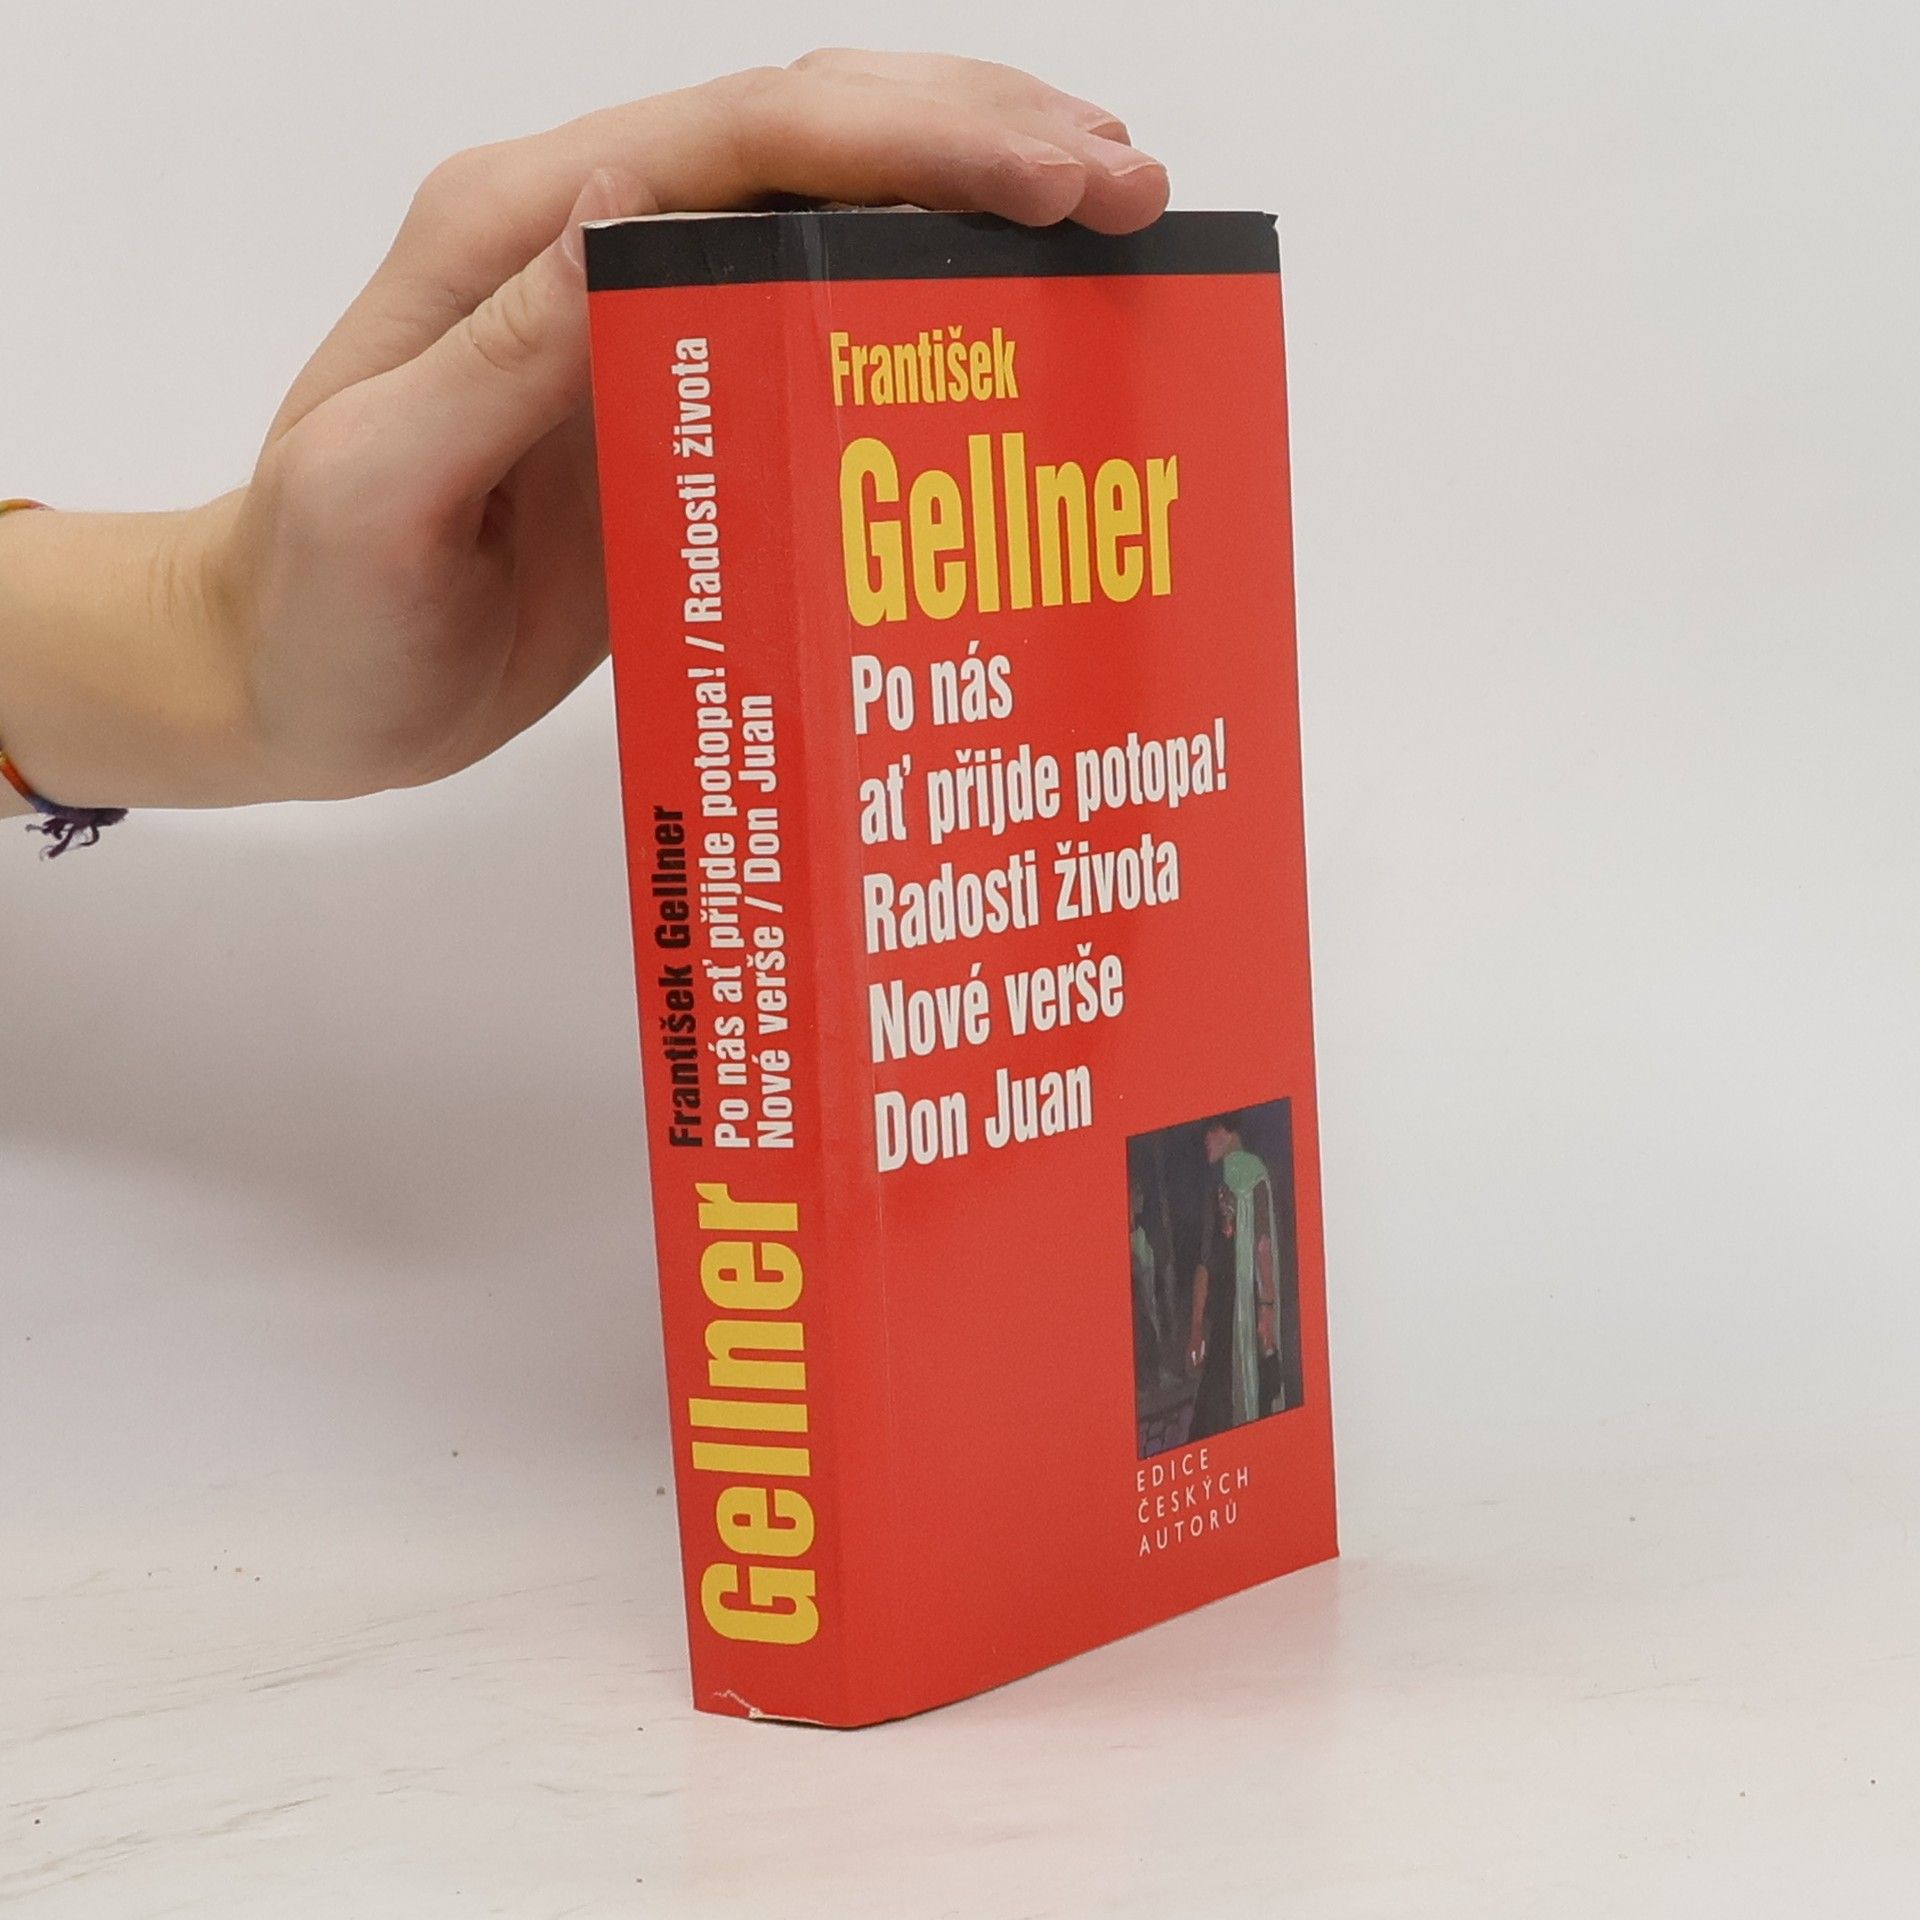 František Gellner
Po nás ať přijde potopa! / Radosti života
Nové verše / Don Juan
Gellner
František
Gellner
Po nás
ať přijde potopa!
Radosti života
Nové verše
Don Juan
EDICE
ČESKÝCH
AUTORŮ